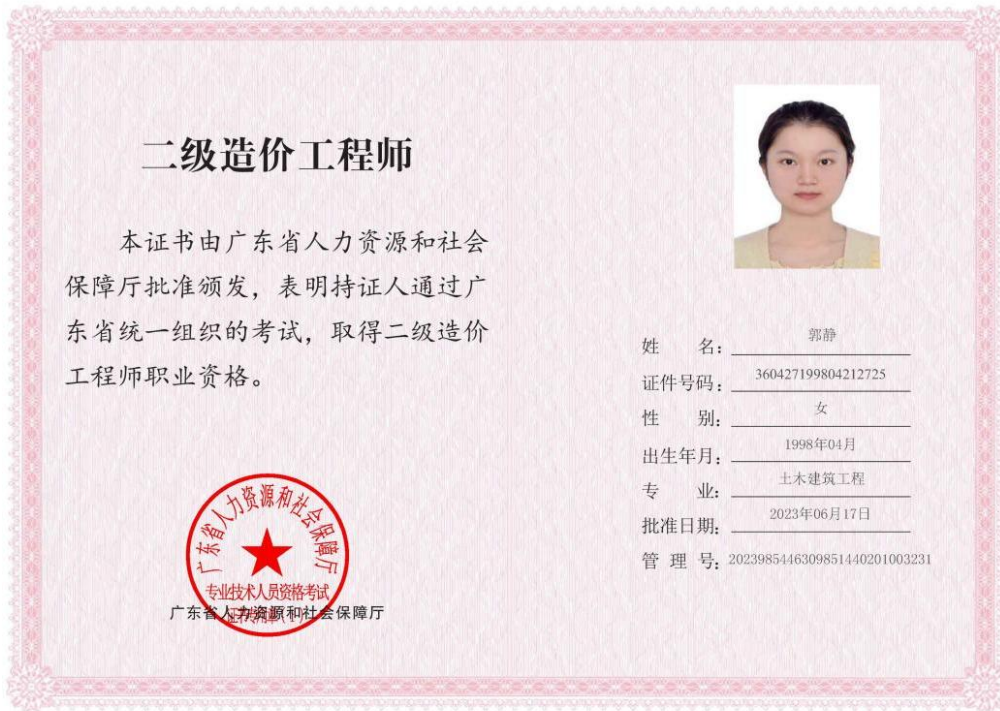 二级造价工程师
本证书由广东省人力资源和社会
保障厅批准颁发，表明持证人通过广
东省统一组织的考试，取得二级造价
工程师职业资格。
广东省人力资源和社会保障厅
专业技术人员资格考试
广东省人力资源和社会保障厅
姓 名：郭静
证件号码：360427199804212725
性 别：女
出生年月：1998年04月
专 业：土木建筑工程
批准日期：2023年06月17日
管 理 号：20239854463098514402010​03231